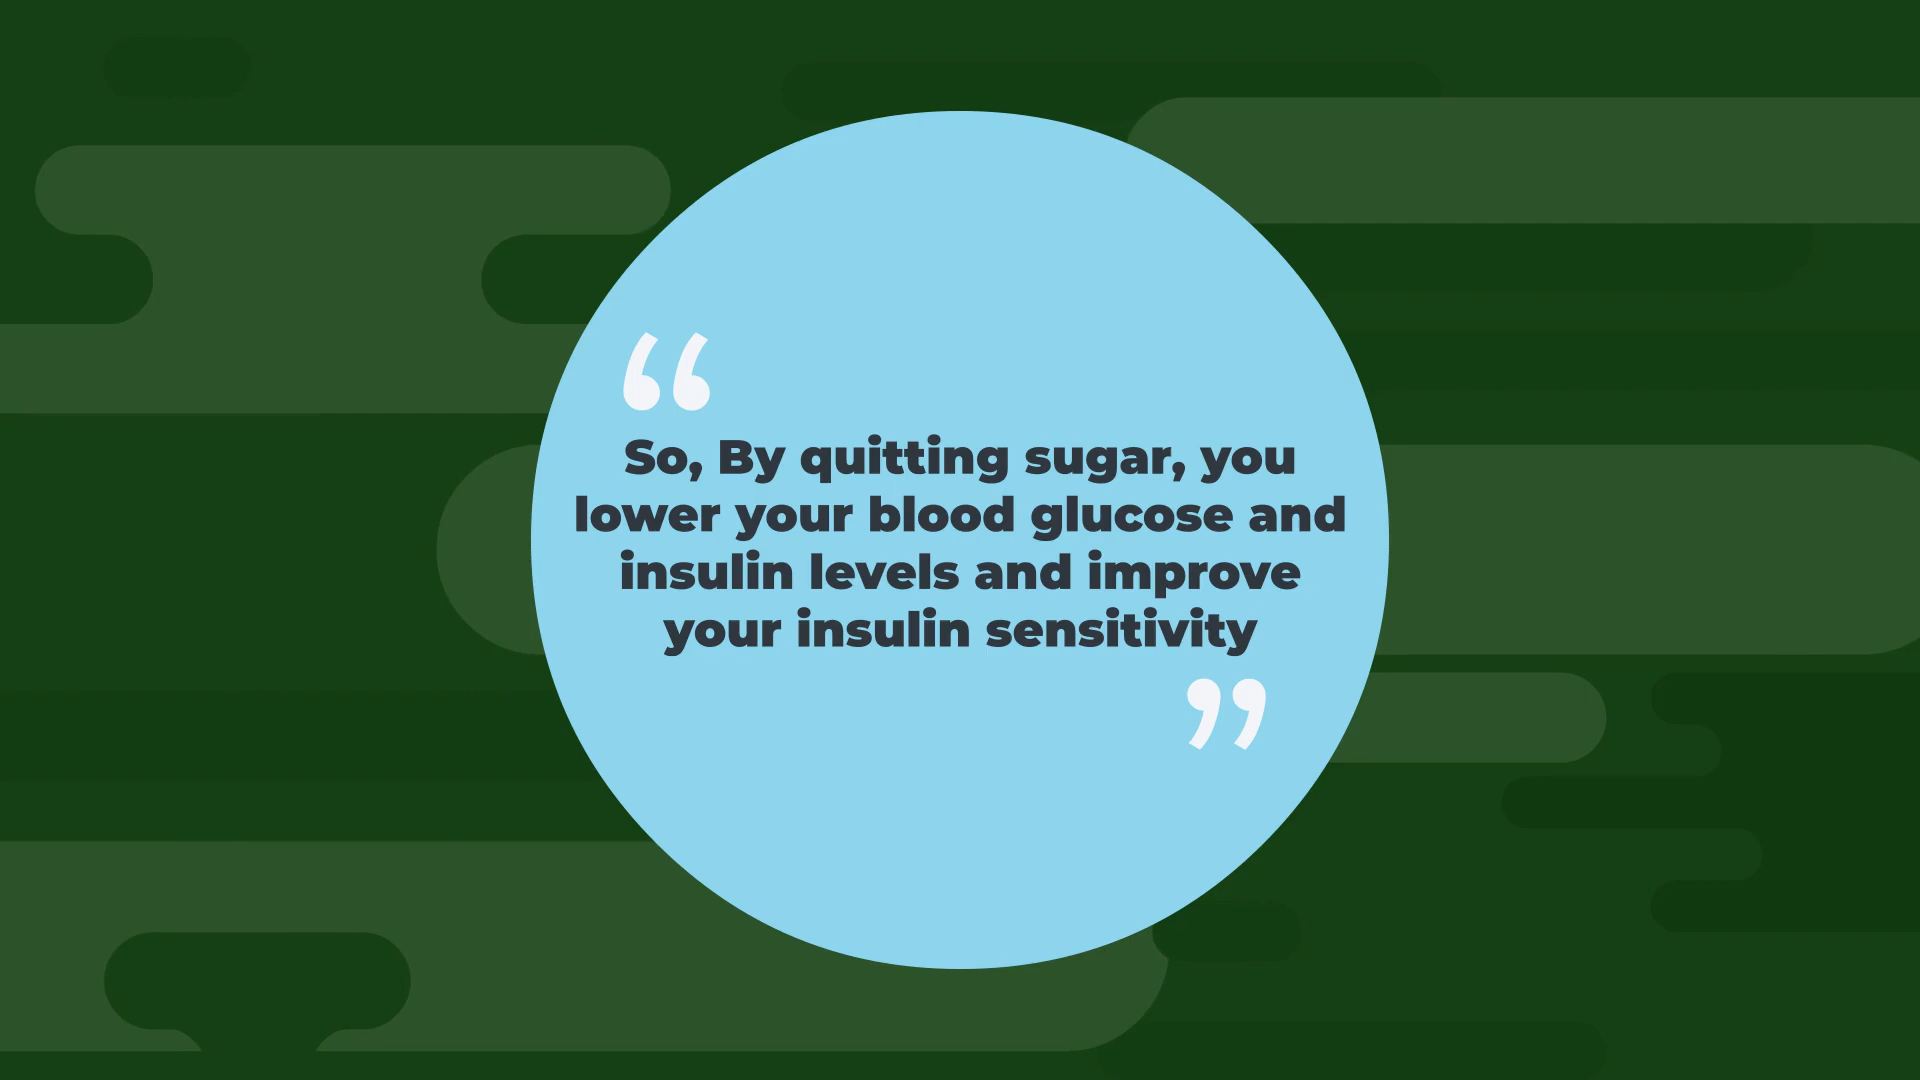 “
So, By quitting sugar, you
lower your blood glucose and
insulin levels and improve
your insulin sensitivity
”